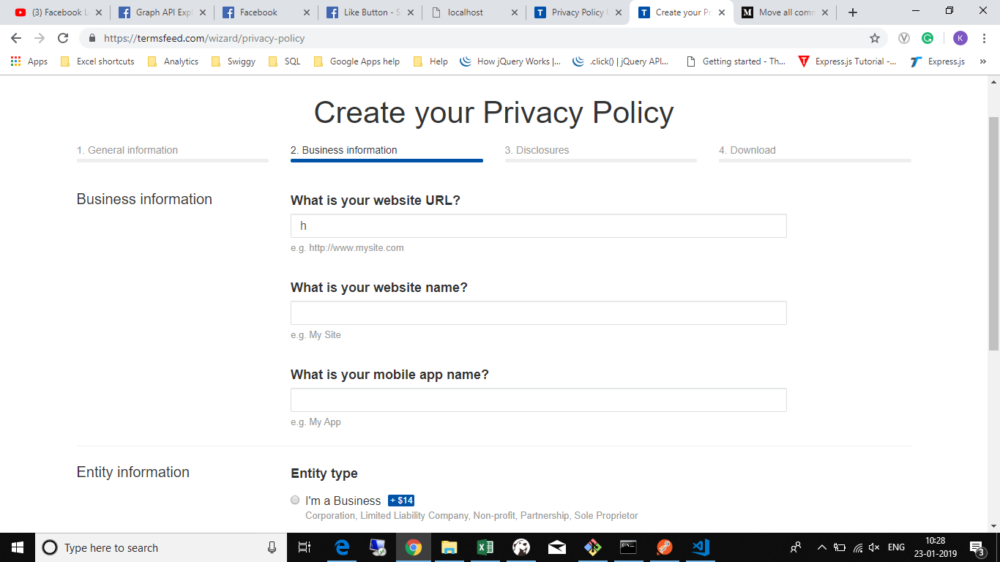 (3) Facebook L
Graph API Expl
Facebook
Like Button - S
localhost
Privacy Policy
Create your Pr
Move all comm
https://termsfeed.com/wizard/privacy-policy
K
Apps
Excel shortcuts
Analytics
Swiggy
SQL
Google Apps help
Help
How jQuery Works |...
.click() | jQuery API...
Getting started - Th...
Express.js Tutorial -...
Express.js
»
Create your Privacy Policy
1. General information
2. Business information
3. Disclosures
4. Download
Business information
What is your website URL?
h
e.g. http://www.mysite.com
What is your website name?
e.g. My Site
What is your mobile app name?
e.g. My App
Entity information
Entity type
I'm a Business + $14
Corporation, Limited Liability Company, Non-profit, Partnership, Sole Proprietor
Type here to search
ENG
10:28
23-01-2019
3